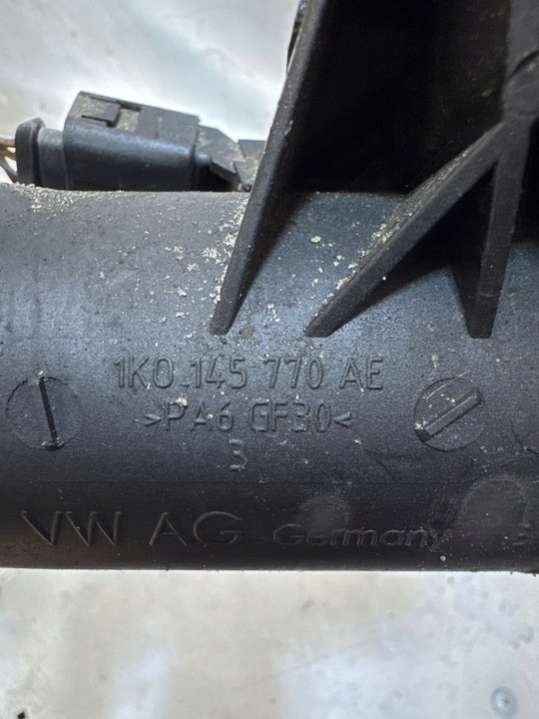 1K0.145 770 AE
>PA6 GF30<
3
VW AG Germany